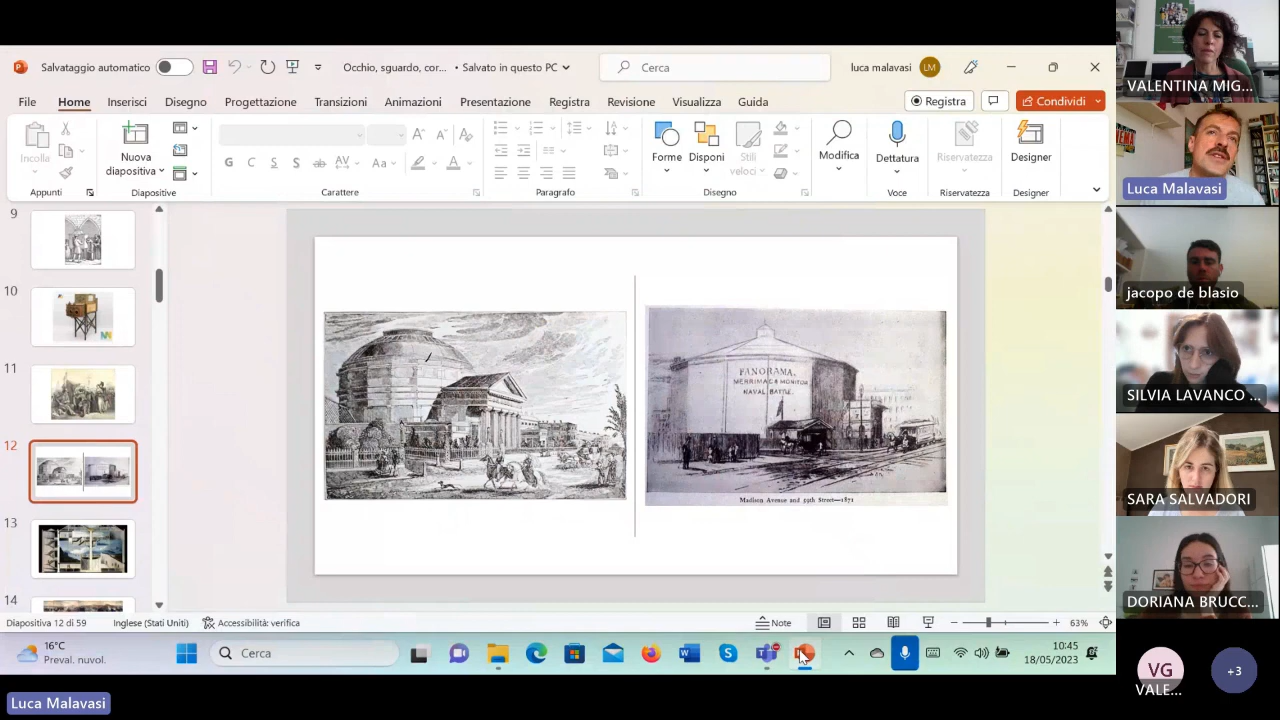 Salvataggio automatico
Occhio, sguardo, cor... • Salvato in questo PC
Cerca
luca malavasi
LM
File
Home
Inserisci
Disegno
Progettazione
Transizioni
Animazioni
Presentazione
Registra
Revisione
Visualizza
Guida
Registra
Condividi
Incolla
Nuova
diapositiva
G
C
S
S
ab
AV
Aa
A
A
A
A
Forme
Disponi
Stili
veloci
Modifica
Dettatura
Riservatezza
Designer
Appunti
Diapositive
Carattere
Paragrafo
Disegno
Voce
Riservatezza
Designer
9
10
11
12
13
14
PANORAMA.
MERRIMAC & MONITOR
NAVAL BATTLE.
Madison Avenue and 59th Street—1871
Diapositiva 12 di 59
Inglese (Stati Uniti)
Accessibilità: verifica
Note
63%
16°C
Preval. nuvol.
Cerca
10:45
18/05/2023
Luca Malavasi
VALENTINA MIG...
Luca Malavasi
jacopo de blasio
SILVIA LAVANCO ...
SARA SALVADORI
DORIANA BRUCC...
VG
VALE...
+3